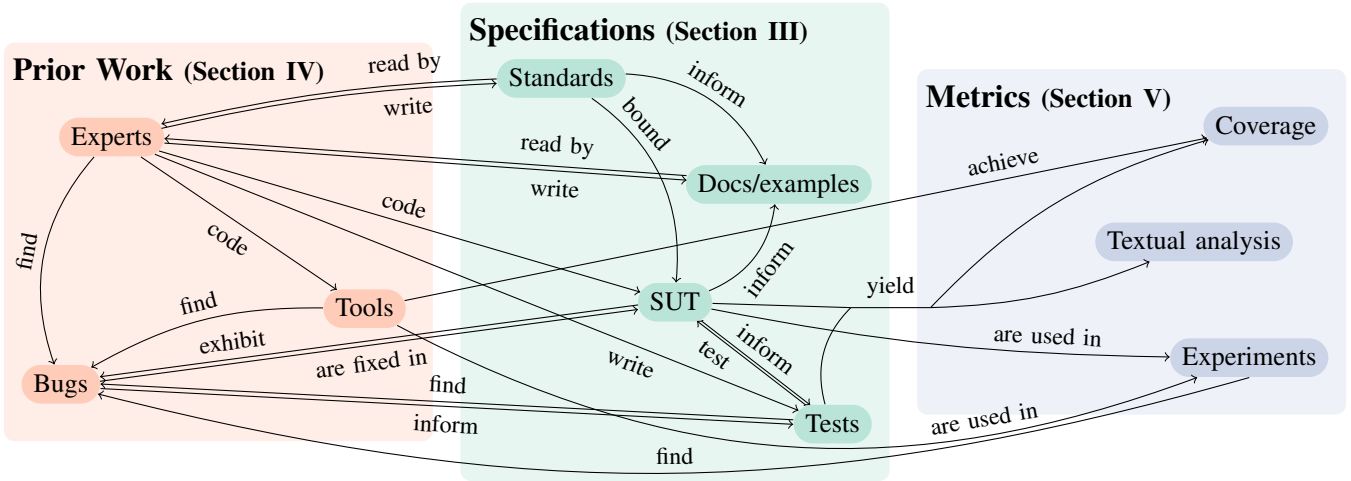 Specifications (Section III)
Prior Work (Section IV)
read by
Standards
inform
Metrics (Section V)
write
bound
Coverage
Experts
read by
achieve
write
Docs/examples
code
code
find
Textual analysis
inform
yield
find
Tools
SUT
exhibit
are fixed in
write
test
inform
are used in
Experiments
Bugs
find
inform
Tests
are used in
find